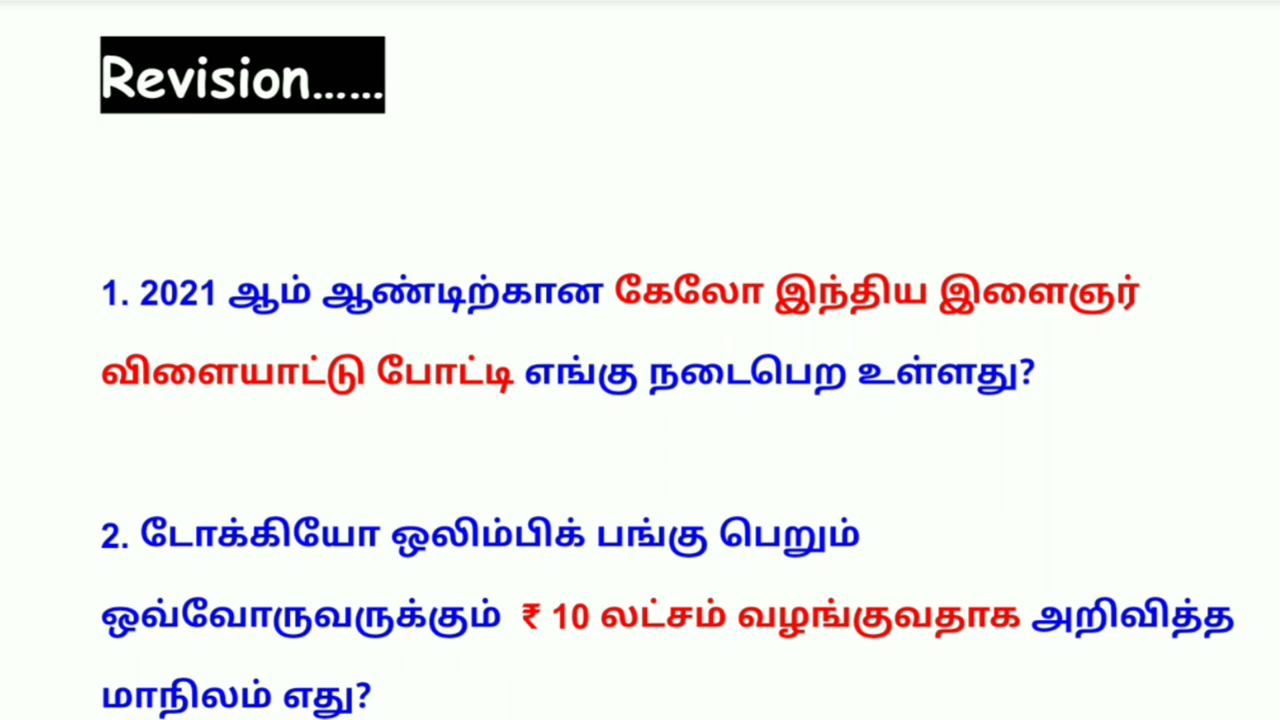 Revision......
1. 2021 ஆம் ஆண்டிற்கான கேலோ இந்திய இளைஞர்
விளையாட்டு போட்டி எங்கு நடைபெற உள்ளது?
2. டோக்கியோ ஒலிம்பிக் பங்கு பெறும்
ஒவ்வோருவருக்கும் ₹ 10 லட்சம் வழங்குவதாக அறிவித்த
மாநிலம் எது?